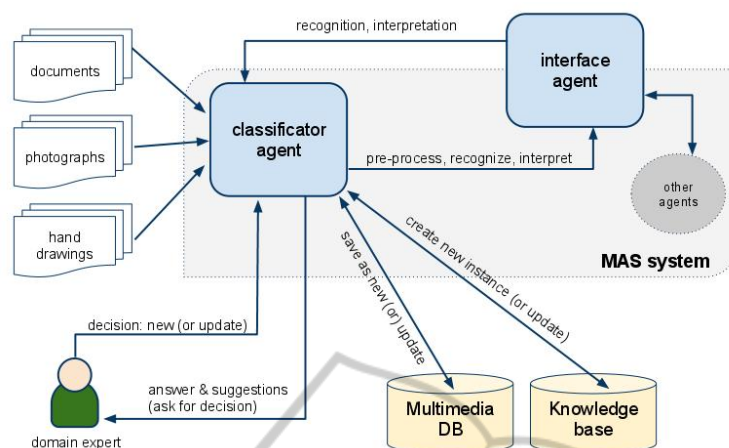 recognition, interpretation
documents
interface
agent
classificator
agent
photographs
pre-process, recognize, interpret
other
agents
hand
drawings
MAS system
create new instance (or update)
save as new (or) update
decision: new (or update)
answer & suggestions
(ask for decision)
domain expert
Multimedia
DB
Knowledge
base